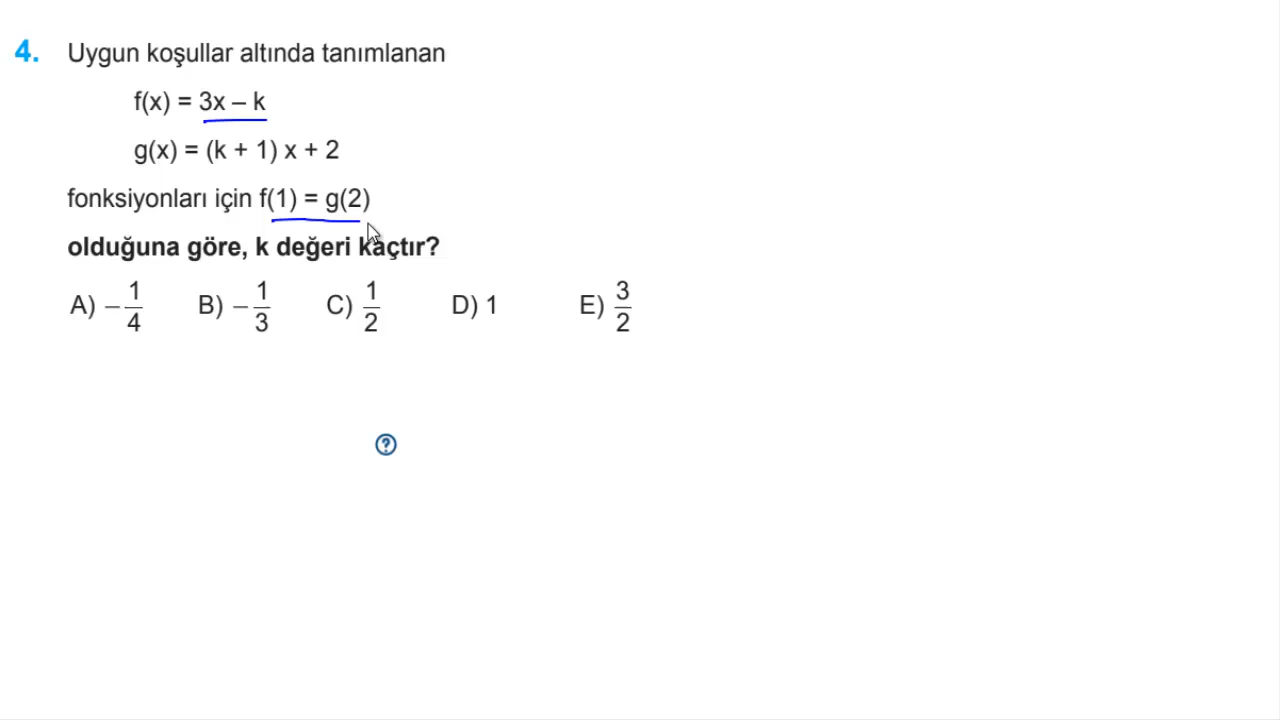 4. Uygun koşullar altında tanımlanan
f(x) = 3x – k
g(x) = (k + 1) x + 2
fonksiyonları için f(1) = g(2)
olduğuna göre, k değeri kaçtır?
A) –1/4 B) –1/3 C) 1/2 D) 1 E) 3/2
?